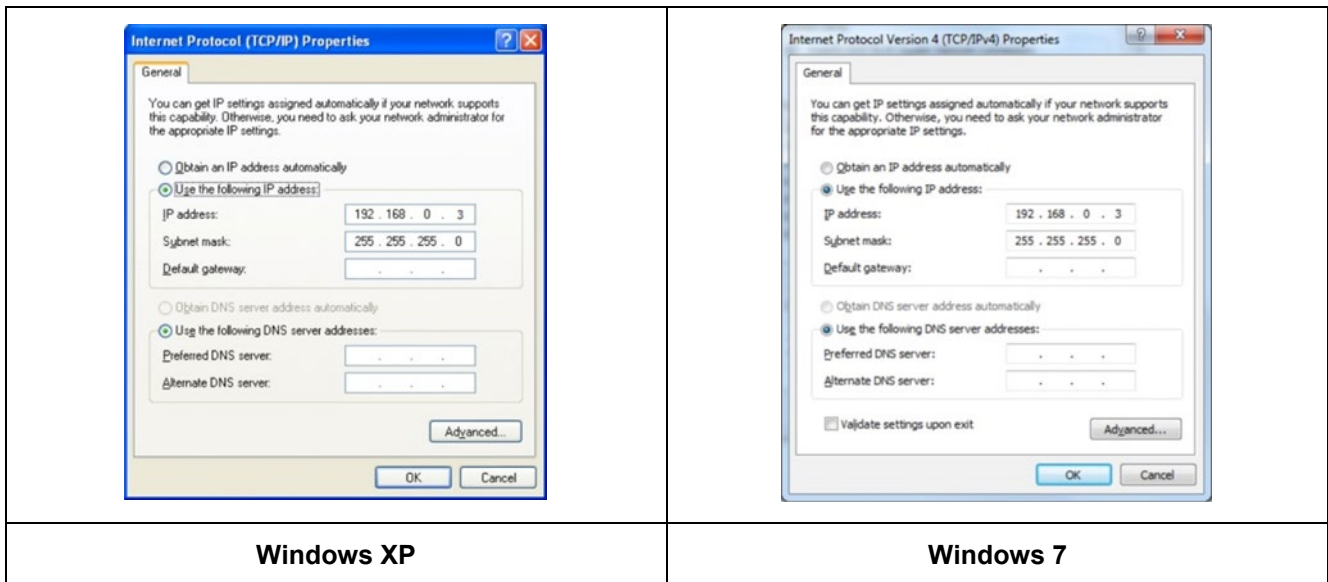 Internet Protocol (TCP/IP) Properties
General
You can get IP settings assigned automatically if your network supports
this capability. Otherwise, you need to ask your network administrator for
the appropriate IP settings.
Obtain an IP address automatically
Use the following IP address:
IP address: 192 . 168 . 0 . 3
Subnet mask: 255 . 255 . 255 . 0
Default gateway: . . .
Obtain DNS server address automatically
Use the following DNS server addresses:
Preferred DNS server: . . .
Alternate DNS server: . . .
Advanced...
OK Cancel
Windows XP
Internet Protocol Version 4 (TCP/IPv4) Properties
General
You can get IP settings assigned automatically if your network supports
this capability. Otherwise, you need to ask your network administrator
for the appropriate IP settings.
Obtain an IP address automatically
Use the following IP address:
IP address: 192 . 168 . 0 . 3
Subnet mask: 255 . 255 . 255 . 0
Default gateway: . . .
Obtain DNS server address automatically
Use the following DNS server addresses:
Preferred DNS server: . . .
Alternate DNS server: . . .
Validate settings upon exit Advanced...
OK Cancel
Windows 7